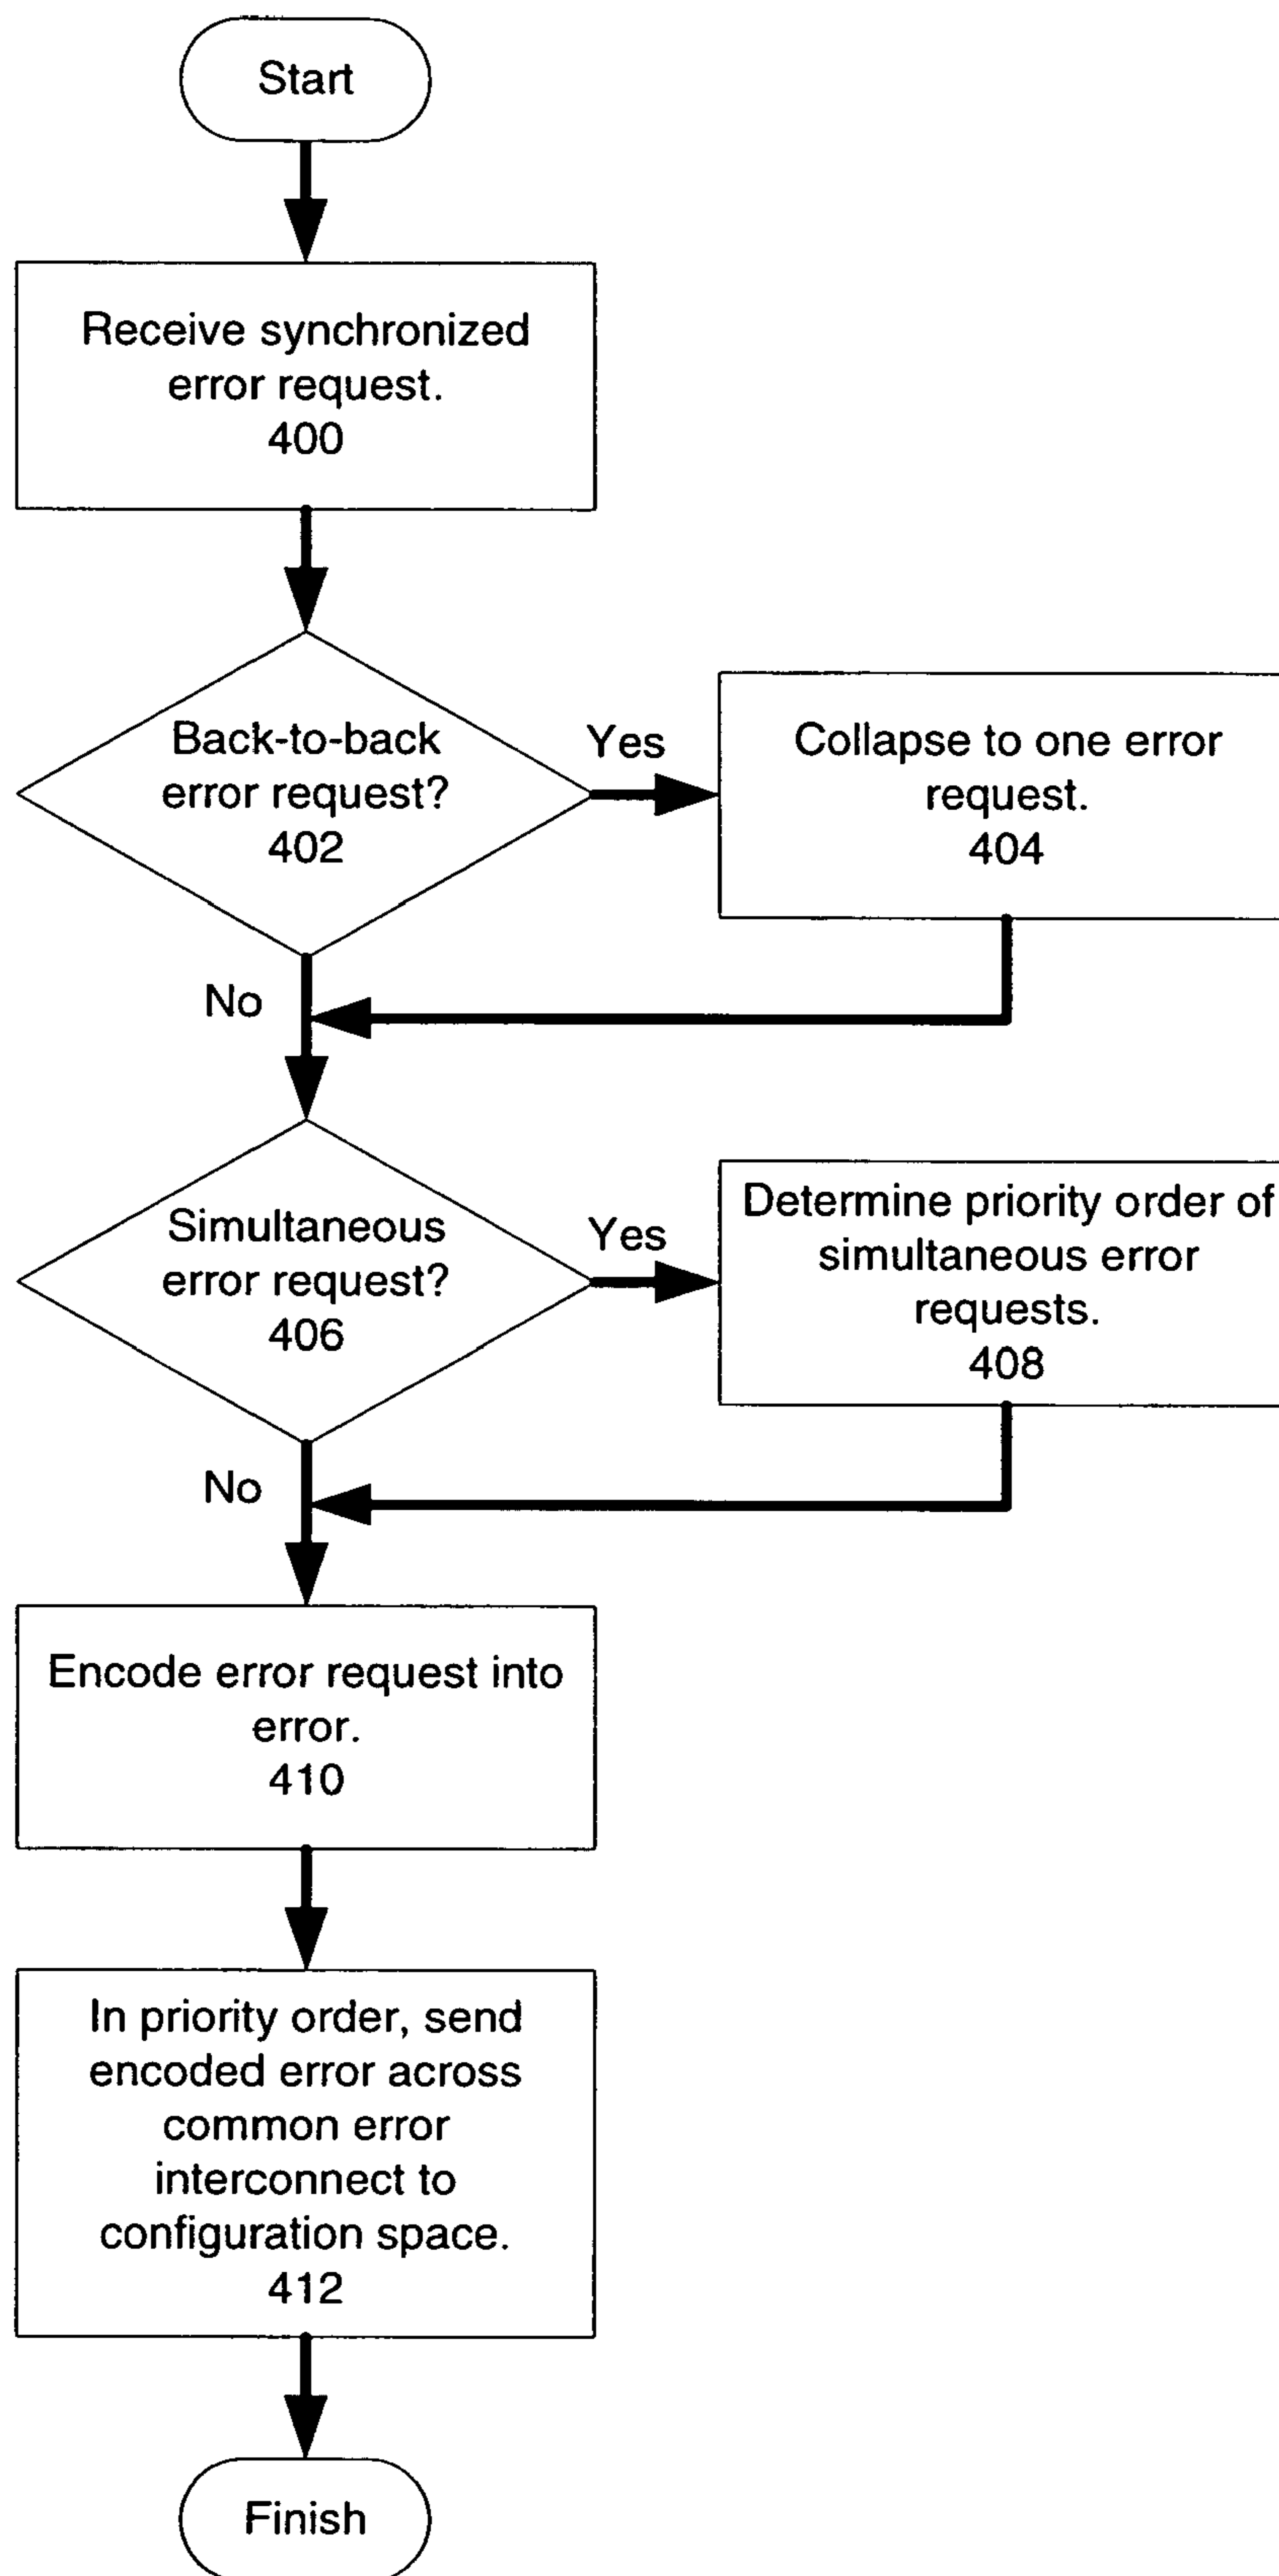 Start
Receive synchronized
error request.
400
Back-to-back
error request?
402
Yes
Collapse to one error
request.
404
No
Simultaneous
error request?
406
Yes
Determine priority order of
simultaneous error
requests.
408
No
Encode error request into
error.
410
In priority order, send
encoded error across
common error
interconnect to
configuration space.
412
Finish